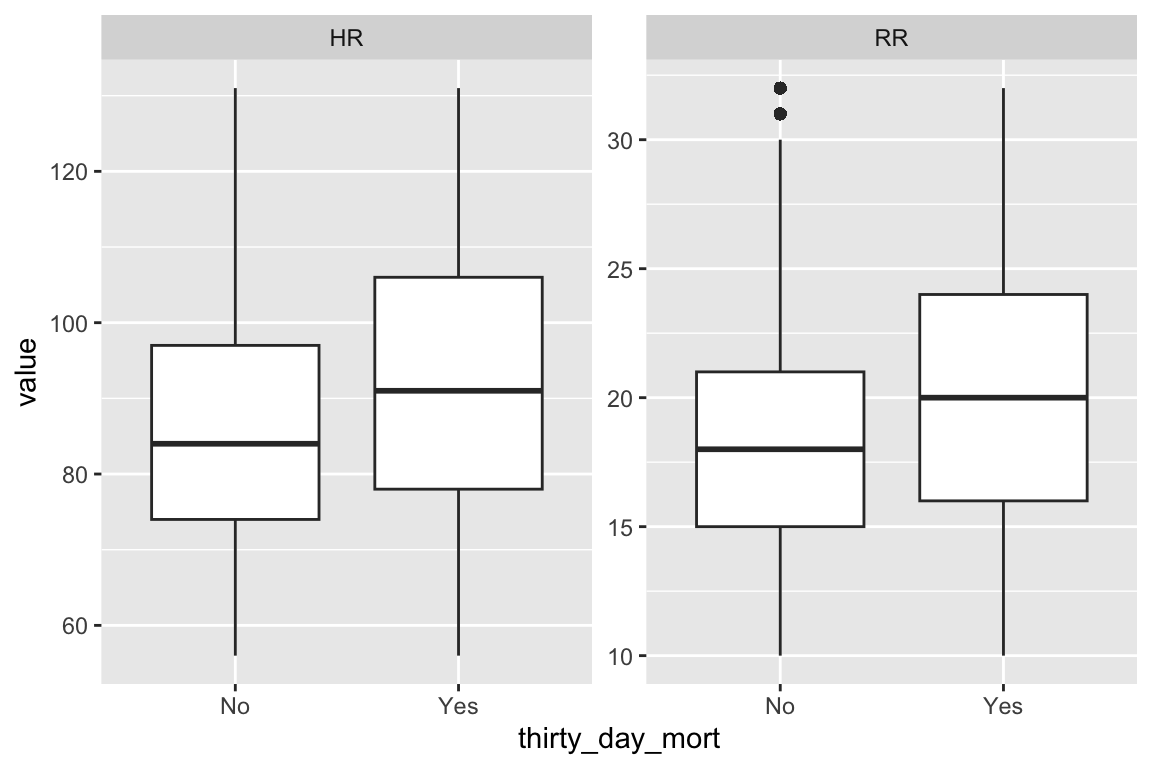 HR
RR
value
120
100
80
60
30
25
20
15
10
No
Yes
No
Yes
thirty_day_mort